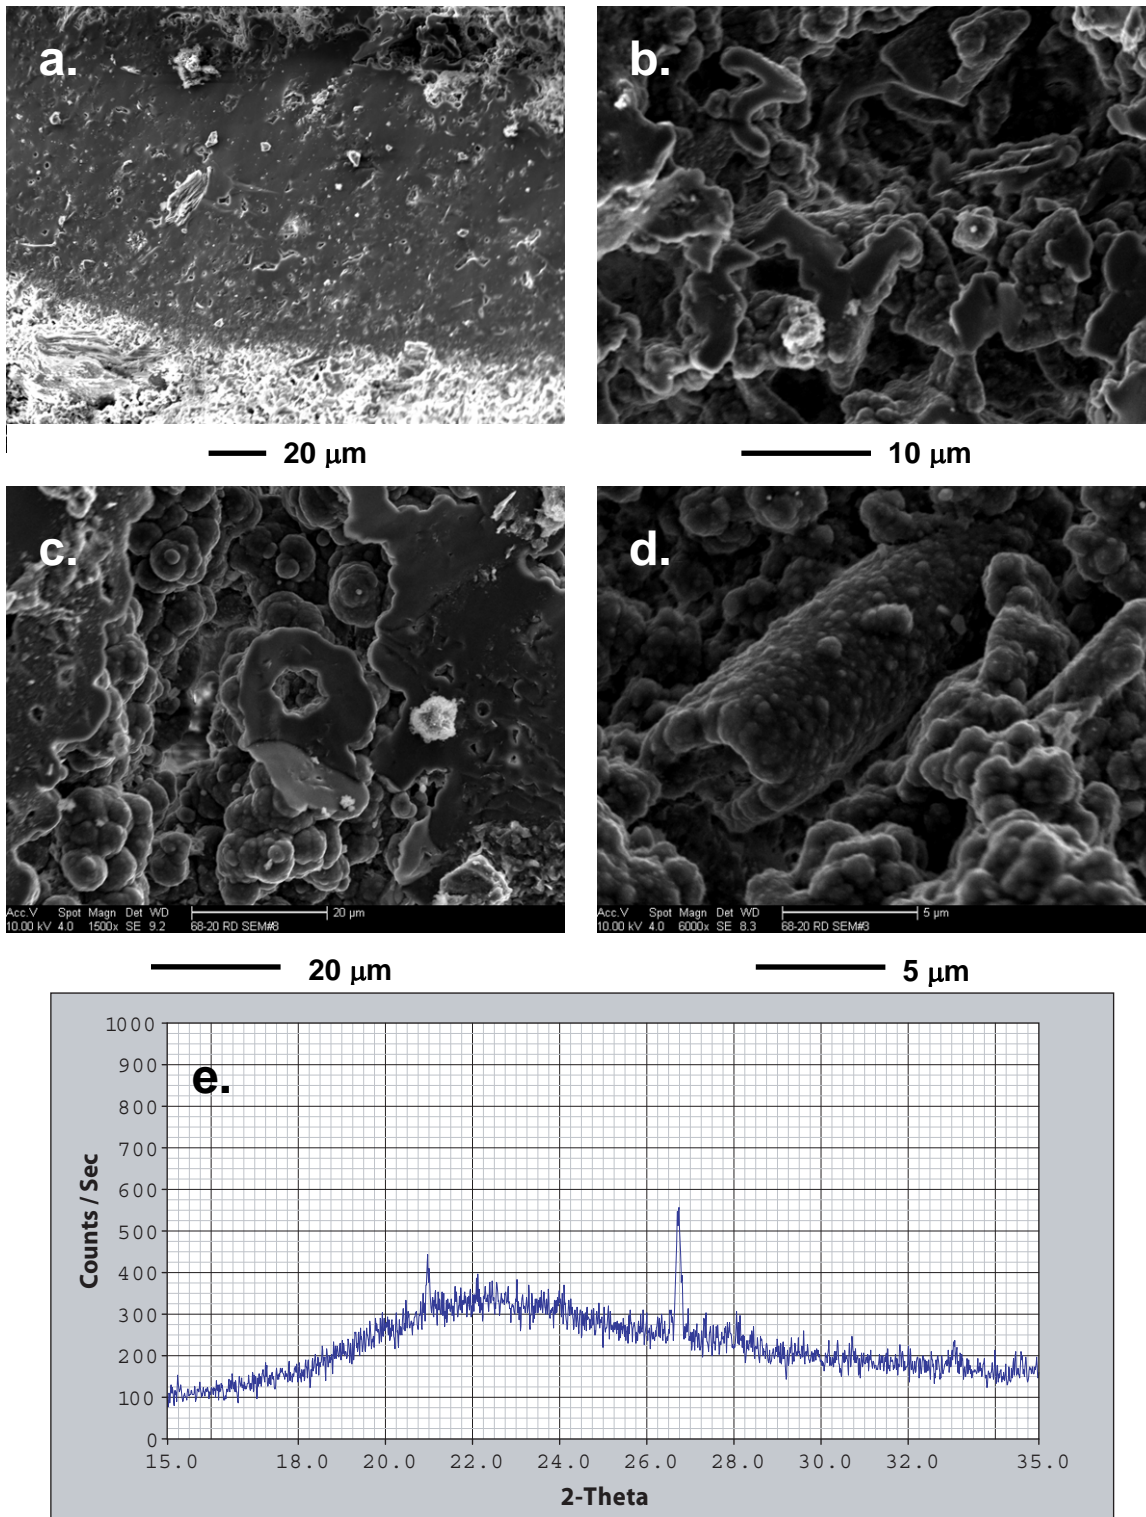 a.
b.
20 μm
10 μm
c.
d.
Acc.V Spot Magn Det WD 20 μm
10.00 kV 4.0 1500x SE 9.2 68-20 RD SEM#8
Acc.V Spot Magn Det WD 5 μm
10.00 kV 4.0 6000x SE 8.3 68-20 RD SEM#3
20 μm
5 μm
e.
1000
900
800
700
600
500
400
300
200
100
0
Counts / Sec
15.0 18.0 20.0 22.0 24.0 26.0 28.0 30.0 32.0 35.0
2-Theta